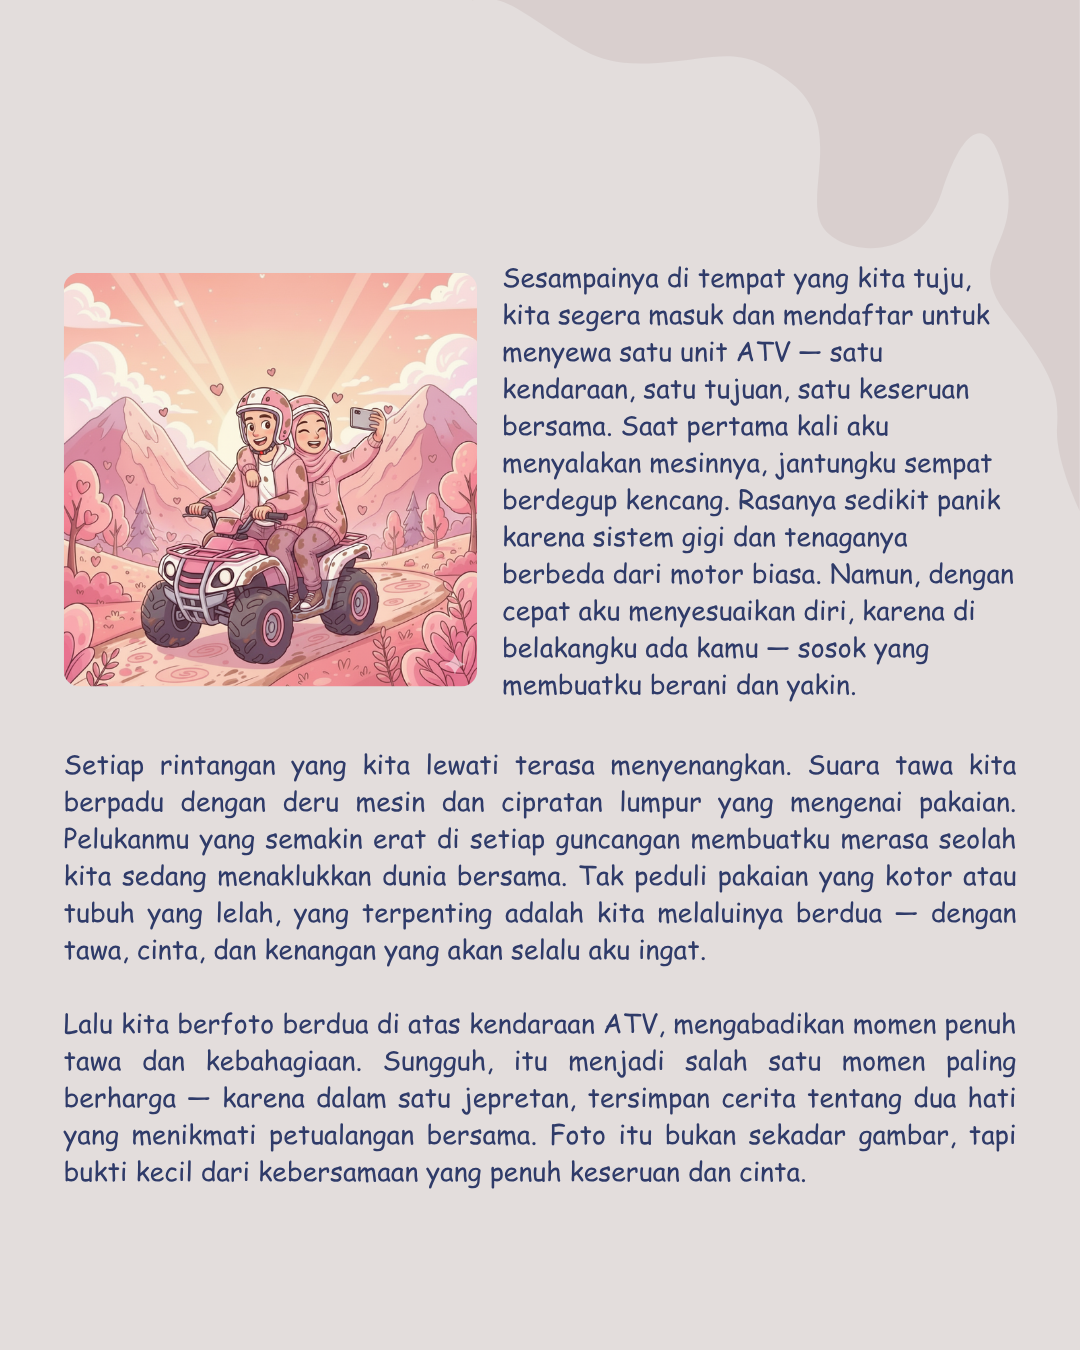 Sesampainya di tempat yang kita tuju,
kita segera masuk dan mendaftar untuk
menyewa satu unit ATV — satu
kendaraan, satu tujuan, satu keseruan
bersama. Saat pertama kali aku
menyalakan mesinnya, jantungku sempat
berdegup kencang. Rasanya sedikit panik
karena sistem gigi dan tenaganya
berbeda dari motor biasa. Namun, dengan
cepat aku menyesuaikan diri, karena di
belakangku ada kamu — sosok yang
membuatku berani dan yakin.
Setiap rintangan yang kita lewati terasa menyenangkan. Suara tawa kita
berpadu dengan deru mesin dan cipratan lumpur yang mengenai pakaian.
Pelukanmu yang semakin erat di setiap guncangan membuatku merasa seolah
kita sedang menaklukkan dunia bersama. Tak peduli pakaian yang kotor atau
tubuh yang lelah, yang terpenting adalah kita melaluinya berdua — dengan
tawa, cinta, dan kenangan yang akan selalu aku ingat.
Lalu kita berfoto berdua di atas kendaraan ATV, mengabadikan momen penuh
tawa dan kebahagiaan. Sungguh, itu menjadi salah satu momen paling
berharga — karena dalam satu jepretan, tersimpan cerita tentang dua hati
yang menikmati petualangan bersama. Foto itu bukan sekadar gambar, tapi
bukti kecil dari kebersamaan yang penuh keseruan dan cinta.